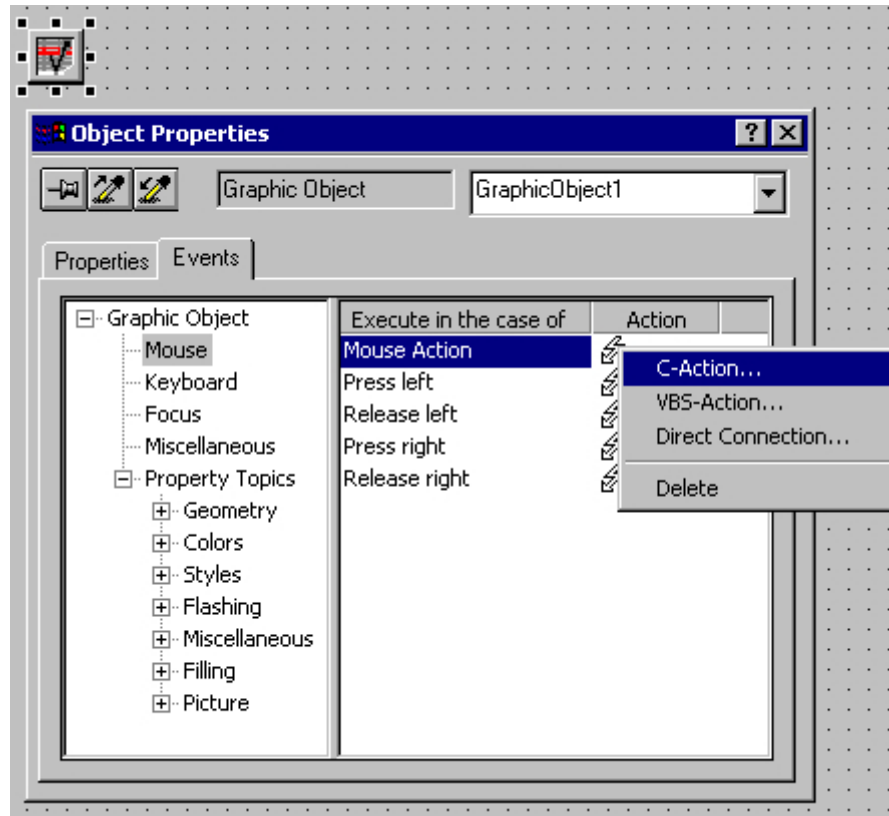 Object Properties
Graphic Object GraphicObject1
Properties Events
Graphic Object
Mouse
Keyboard
Focus
Miscellaneous
Property Topics
Geometry
Colors
Styles
Flashing
Miscellaneous
Filling
Picture
Execute in the case of Action
Mouse Action
Press left
Release left
Press right
Release right
C-Action...
VBS-Action...
Direct Connection...
Delete